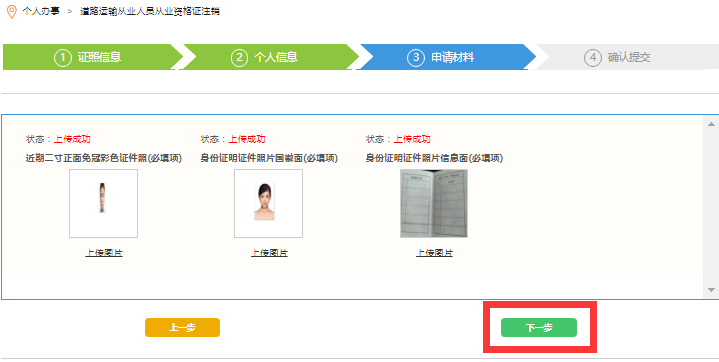 个人办事 > 道路运输从业人员从业资格证注销
1 证照信息 2 个人信息 3 申请材料 4 确认提交
状态：上传成功 状态：上传成功 状态：上传成功
近期二寸正面免冠彩色证件照(必填项) 身份证明证件照片国徽面(必填项) 身份证明证件照片信息面(必填项)
上传图片 上传图片 上传图片
上一步 下一步